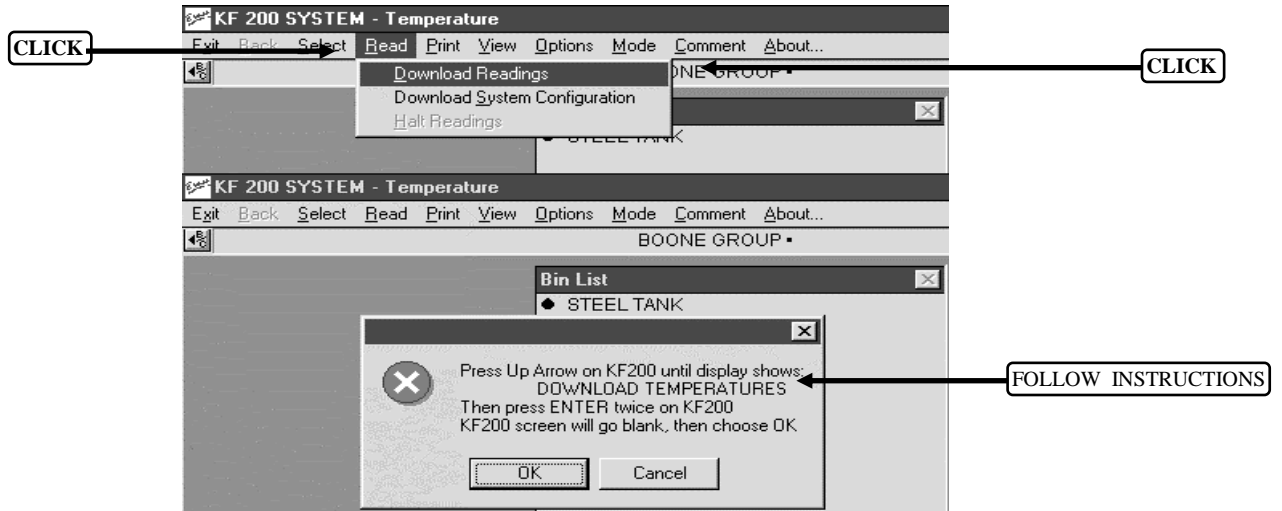 KF 200 SYSTEM - Temperature
CLICK
Exit Back Select Read Print View Options Mode Comment About...
Download Readings
ONE GROUP
CLICK
Download System Configuration
Halt Readings
STEEL TANK
KF 200 SYSTEM - Temperature
Exit Back Select Read Print View Options Mode Comment About...
BOONE GROUP
Bin List
STEEL TANK
Press Up Arrow on KF200 until display shows:
DOWNLOAD TEMPERATURES
Then press ENTER twice on KF200
KF200 screen will go blank, then choose OK
FOLLOW INSTRUCTIONS
OK Cancel